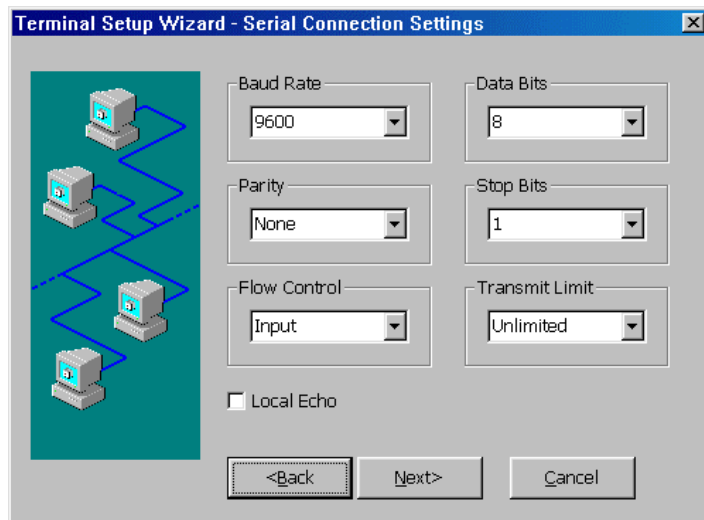 Terminal Setup Wizard - Serial Connection Settings
Baud Rate
9600
Data Bits
8
Parity
None
Stop Bits
1
Flow Control
Input
Transmit Limit
Unlimited
Local Echo
<Back
Next>
Cancel